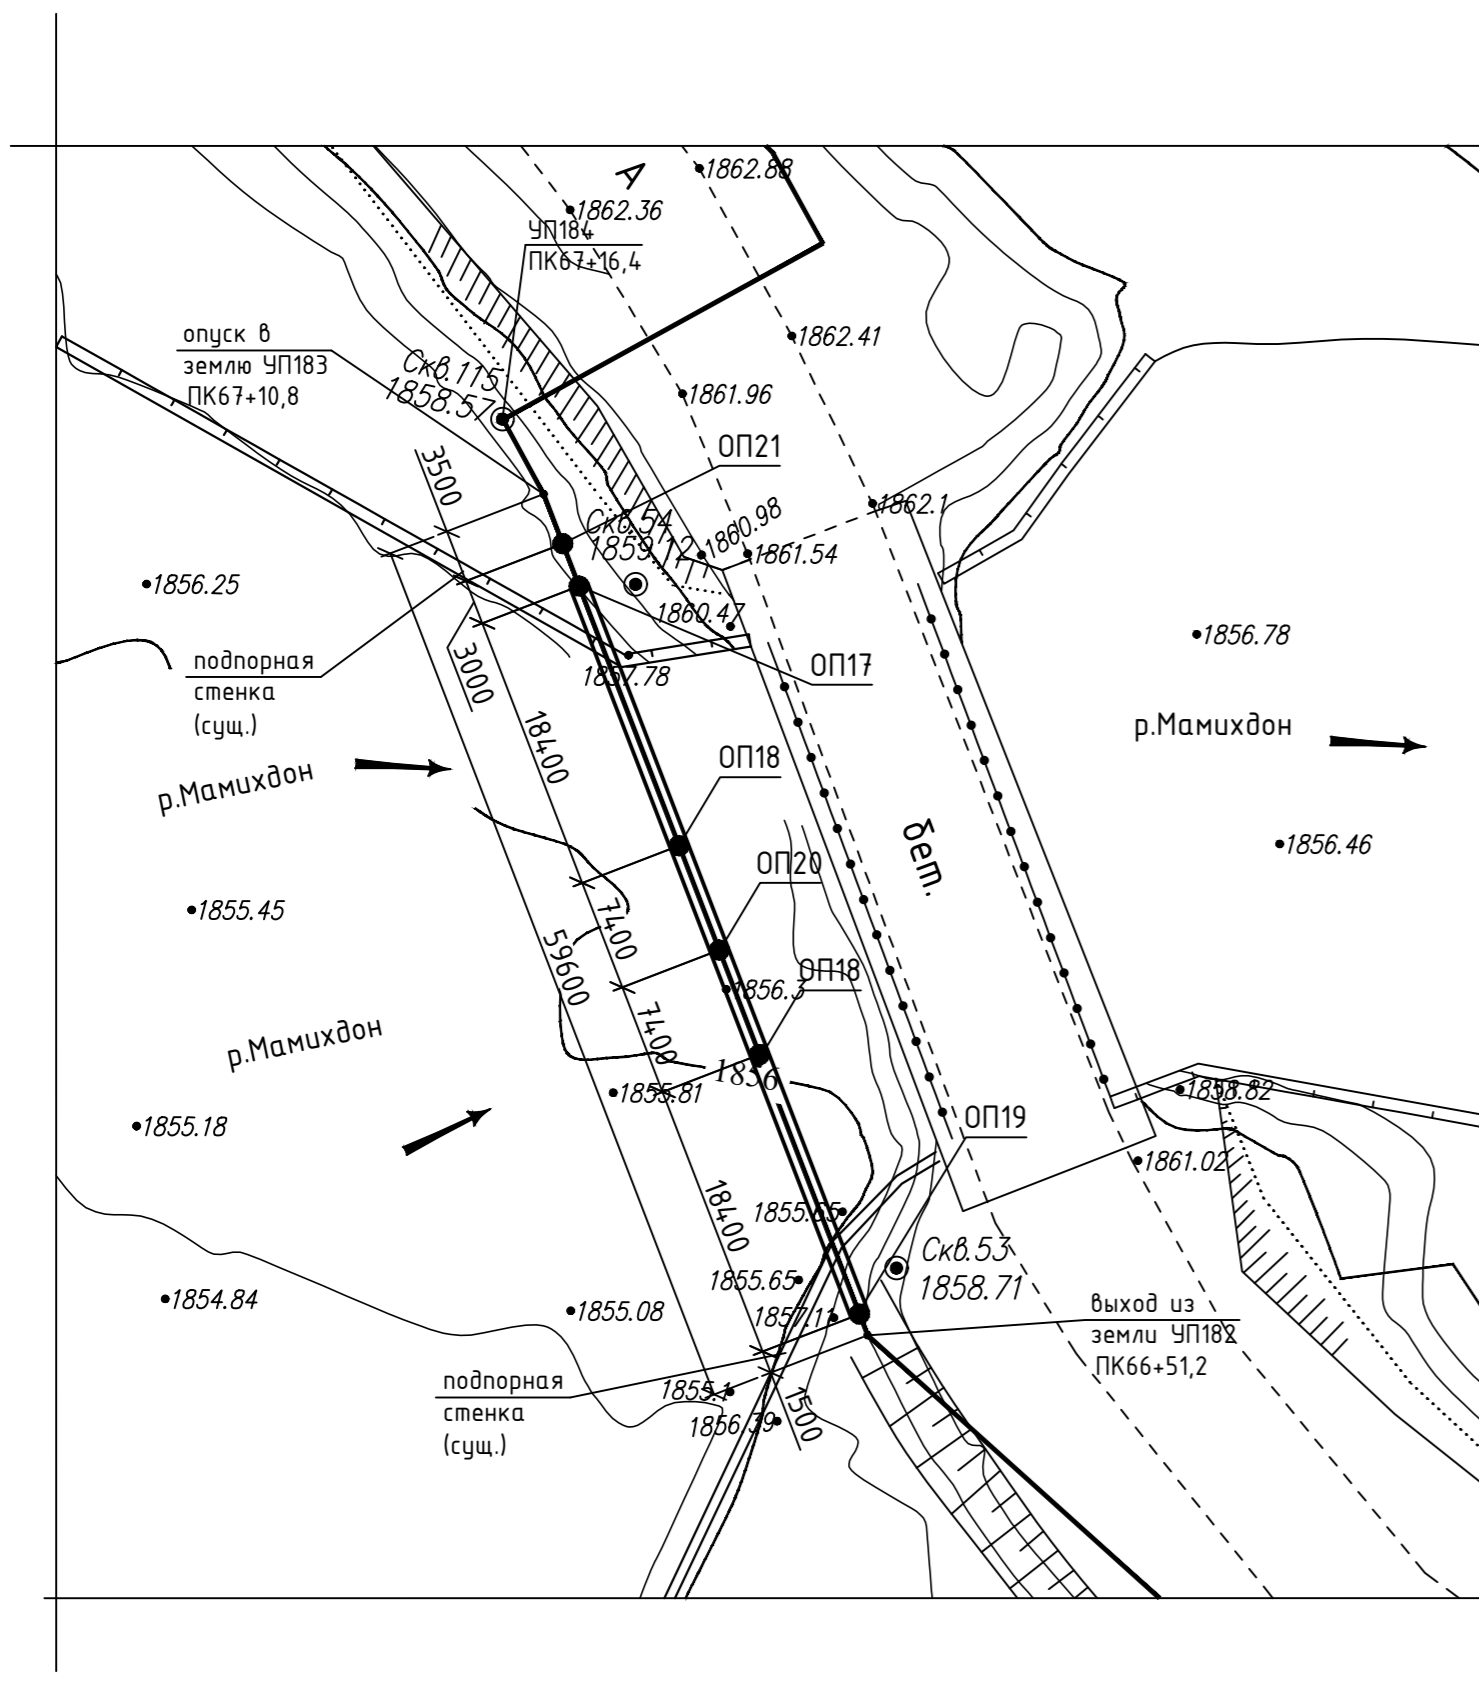 А
1862.88
1862.36
УП184
ПК67+16,4
1862.41
опуск в
землю УП183
ПК67+10,8
Скв.115
1858.57
1861.96
ОП21
3500
1862.1
Скв.54
1859.12
1860.98
1861.54
1856.25
1860.47
1856.78
подпорная
стенка
(сущ.)
3000
1857.78
ОП17
18400
р.Мамихдон
р.Мамихдон
ОП18
бет.
1856.46
ОП20
1855.45
7400
59600
ОП18
1856.3
р.Мамихдон
7400
1856
1855.81
1858.82
1855.18
ОП19
1861.02
18400
1855.65
Скв.53
1858.71
1855.65
1854.84
1855.08
1857.11
выход из
земли УП182
ПК66+51,2
подпорная
стенка
(сущ.)
1855.1
1856.39
1500